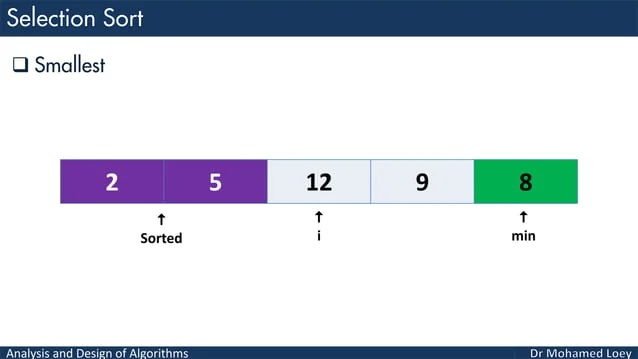 Selection Sort
❑ Smallest
2 5 12 9 8
↑ ↑ ↑
Sorted i min
Analysis and Design of Algorithms Dr Mohamed Loey